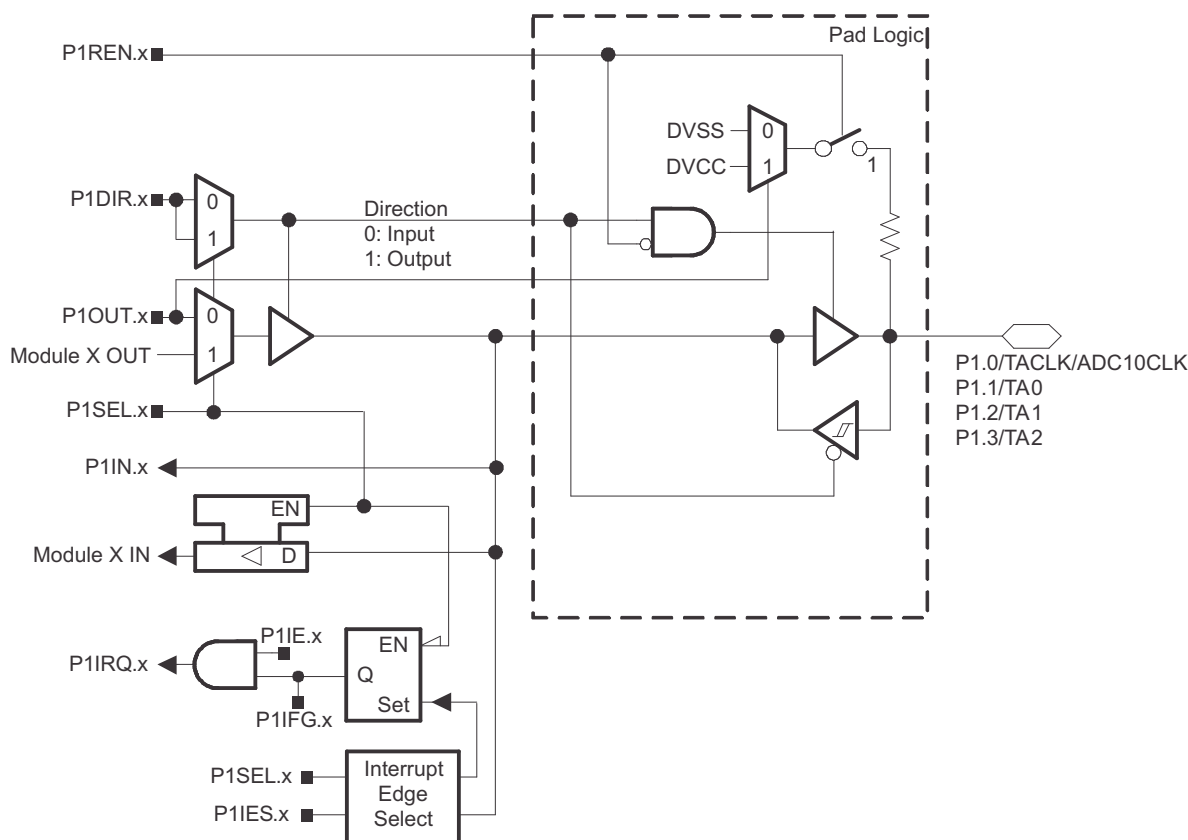 Pad Logic
P1REN.x
DVSS
0
DVCC
1
1
P1DIR.x
0
1
Direction
0: Input
1: Output
P1OUT.x
0
Module X OUT
1
P1.0/TACLK/ADC10CLK
P1.1/TA0
P1.2/TA1
P1.3/TA2
P1SEL.x
P1IN.x
EN
Module X IN
D
P1IE.x
EN
P1IRQ.x
Q
Set
P1IFG.x
P1SEL.x
Interrupt
Edge
Select
P1IES.x